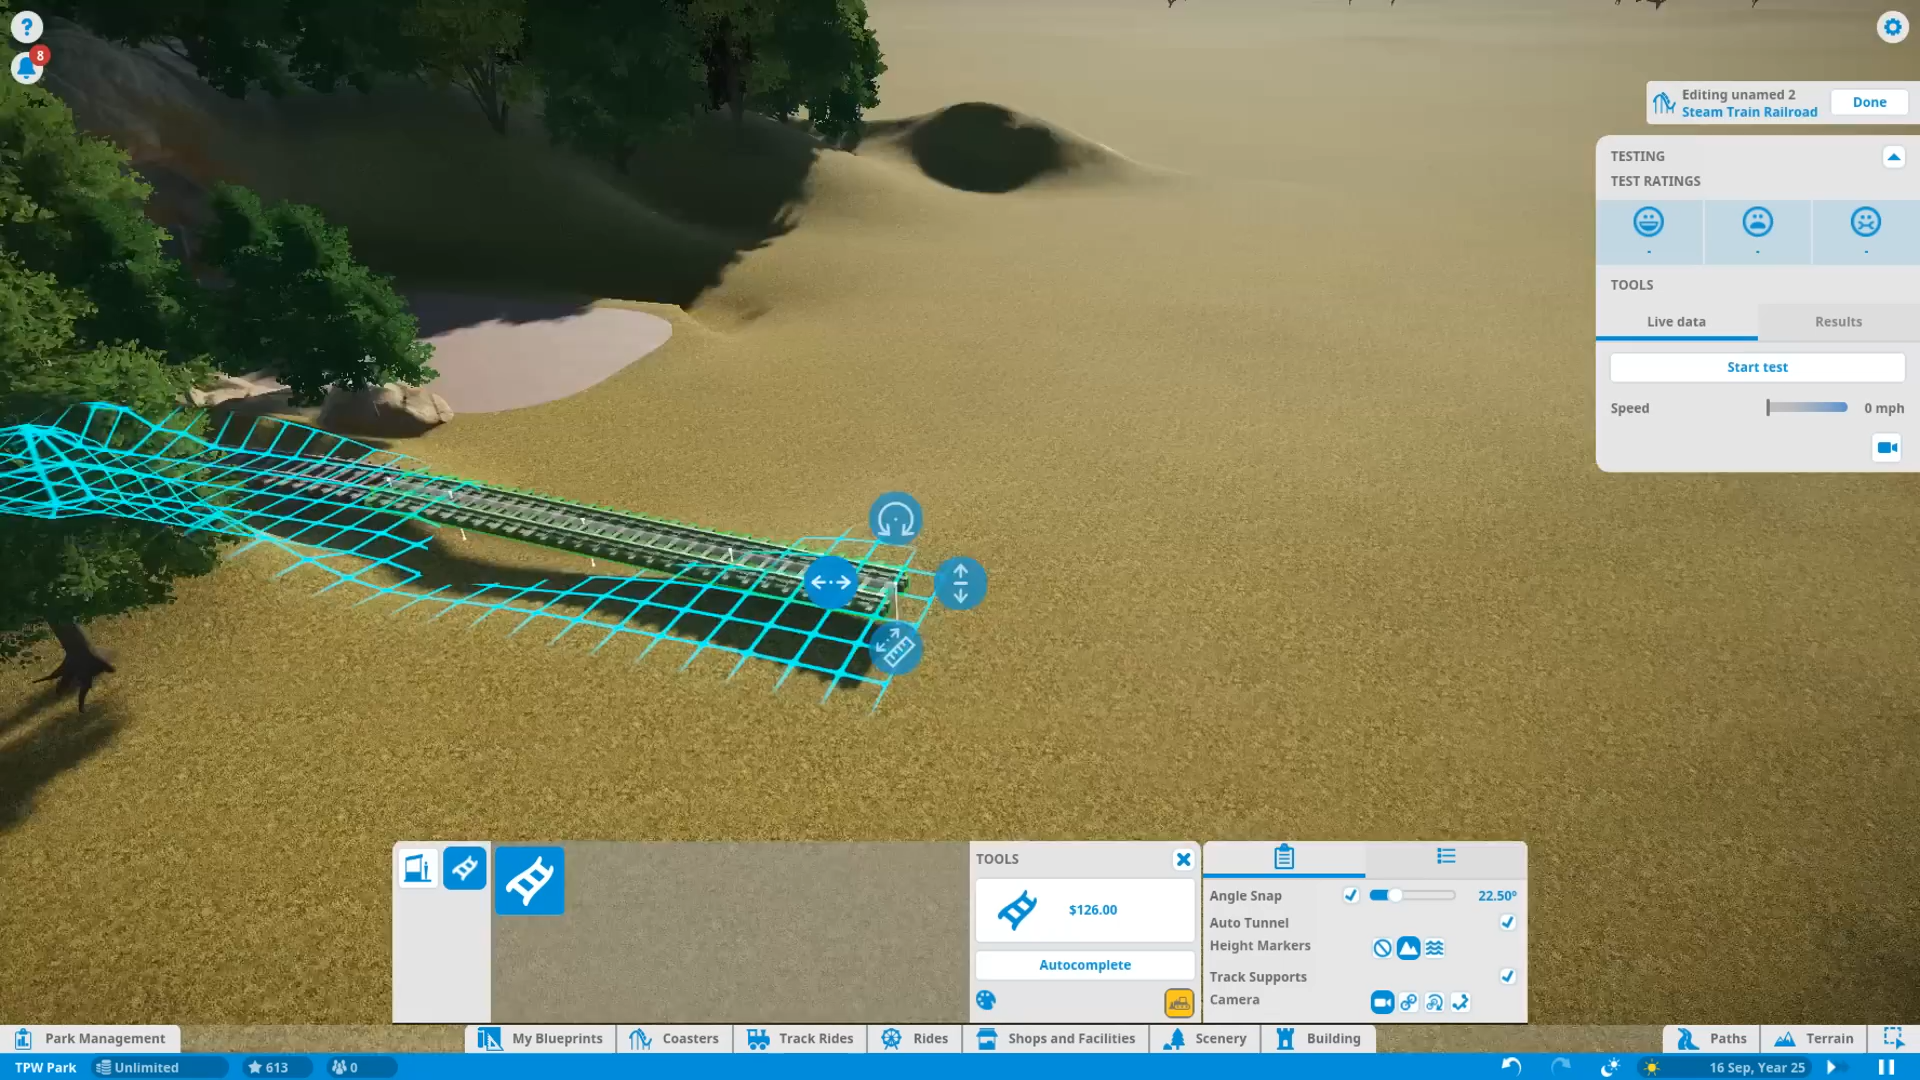 ?
8
Editing unamed 2
Steam Train Railroad
Done
TESTING
TEST RATINGS
- - -
TOOLS
Live data
Results
Start test
Speed
0 mph
TOOLS
$126.00
Autocomplete
Angle Snap
22.50°
Auto Tunnel
Height Markers
Track Supports
Camera
Park Management
My Blueprints
Coasters
Track Rides
Rides
Shops and Facilities
Scenery
Building
Paths
Terrain
TPW Park
Unlimited
613
0
16 Sep, Year 25